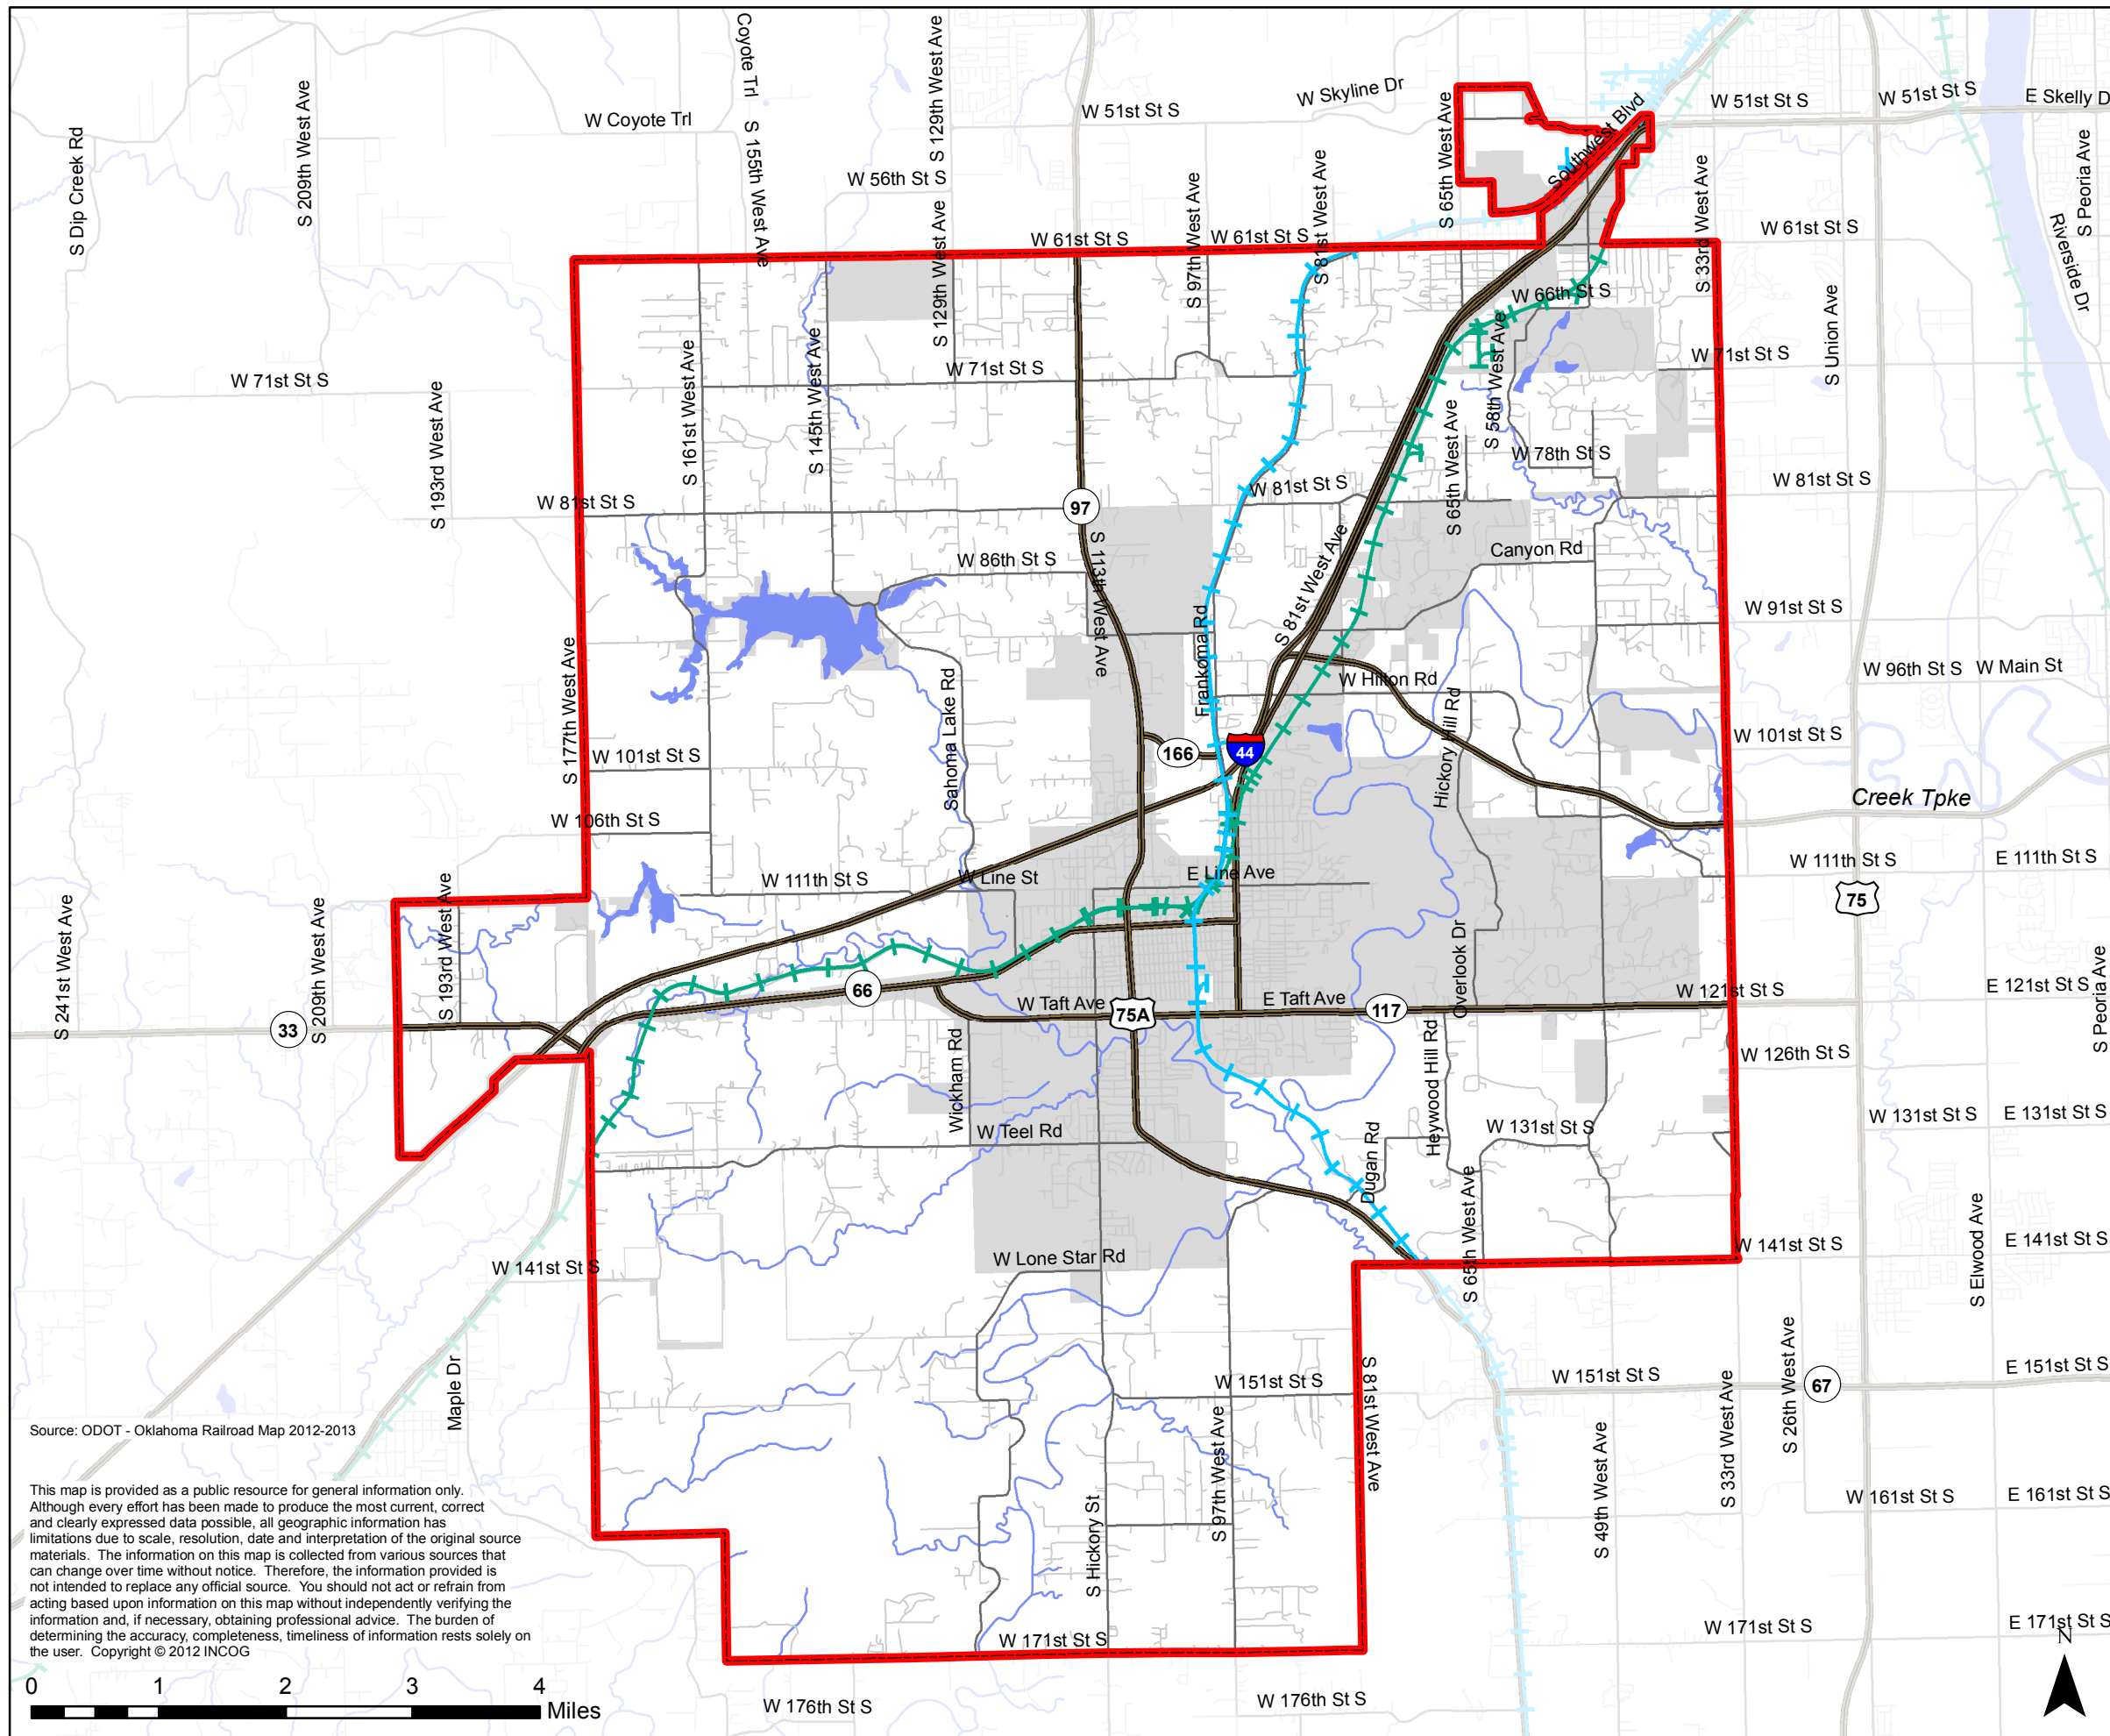 Coyote Trl
S 129th West Ave
W Skyline Dr
W 51st St S
W 51st St S
W 51st St S
E Skelly D
W Coyote Trl
S 209th West Ave
S Dip Creek Rd
S 155th West Ave
W 56th St S
S 65th West Ave
Southwest Blvd
S Peoria Ave
S 81st West Ave
S 97th West Ave
S 33rd West Ave
W 61st St S
W 61st St S
W 61st St S
S 129th West Ave
Riverside Dr
W 66th St S
S Union Ave
W 71st St S
W 71st St S
W 71st St S
S 193rd West Ave
S 161st West Ave
S 145th West Ave
S 58th West Ave
S 65th West Ave
W 78th St S
W 81st St S
W 81st St S
W 81st St S
97
W 86th St S
S 113th West Ave
S 81st West Ave
Canyon Rd
W 91st St S
Frankoma Rd
S 177th West Ave
Sahoma Lake Rd
W Hilton Rd
Hickory Hill Rd
W 96th St S
W Main St
W 101st St S
166
44
W 101st St S
Creek Tpke
W 106th St S
W 111th St S
W Line St
E Line Ave
W 111th St S
E 111th St S
75
S 241st West Ave
S 209th West Ave
S 193rd West Ave
Overlook Dr
S Peoria Ave
66
W Taft Ave
75A
E Taft Ave
117
W 121st St S
E 121st St S
33
Wickham Rd
Heywood Hill Rd
W 126th St S
W Teel Rd
Dugan Rd
W 131st St S
W 131st St S
E 131st St S
S 65th West Ave
S Elwood Ave
W Lone Star Rd
W 141st St S
W 141st St S
E 141st St S
Maple Dr
S 81st West Ave
W 151st St S
W 151st St S
S 26th West Ave
67
E 151st St S
S 33rd West Ave
S 97th West Ave
S 49th West Ave
S Hickory St
W 161st St S
E 161st St S
W 171st St S
W 171st St S
E 171st St S
W 176th St S
W 176th St S
Source: ODOT - Oklahoma Railroad Map 2012-2013
This map is provided as a public resource for general information only.
Although every effort has been made to produce the most current, correct
and clearly expressed data possible, all geographic information has
limitations due to scale, resolution, date and interpretation of the original source
materials.  The information on this map is collected from various sources that
can change over time without notice.  Therefore, the information provided is
not intended to replace any official source.  You should not act or refrain from
acting based upon information on this map without independently verifying the
information and, if necessary, obtaining professional advice.  The burden of
determining the accuracy, completeness, timeliness of information rests solely on
the user.  Copyright © 2012 INCOG
0 1 2 3 4
Miles
N